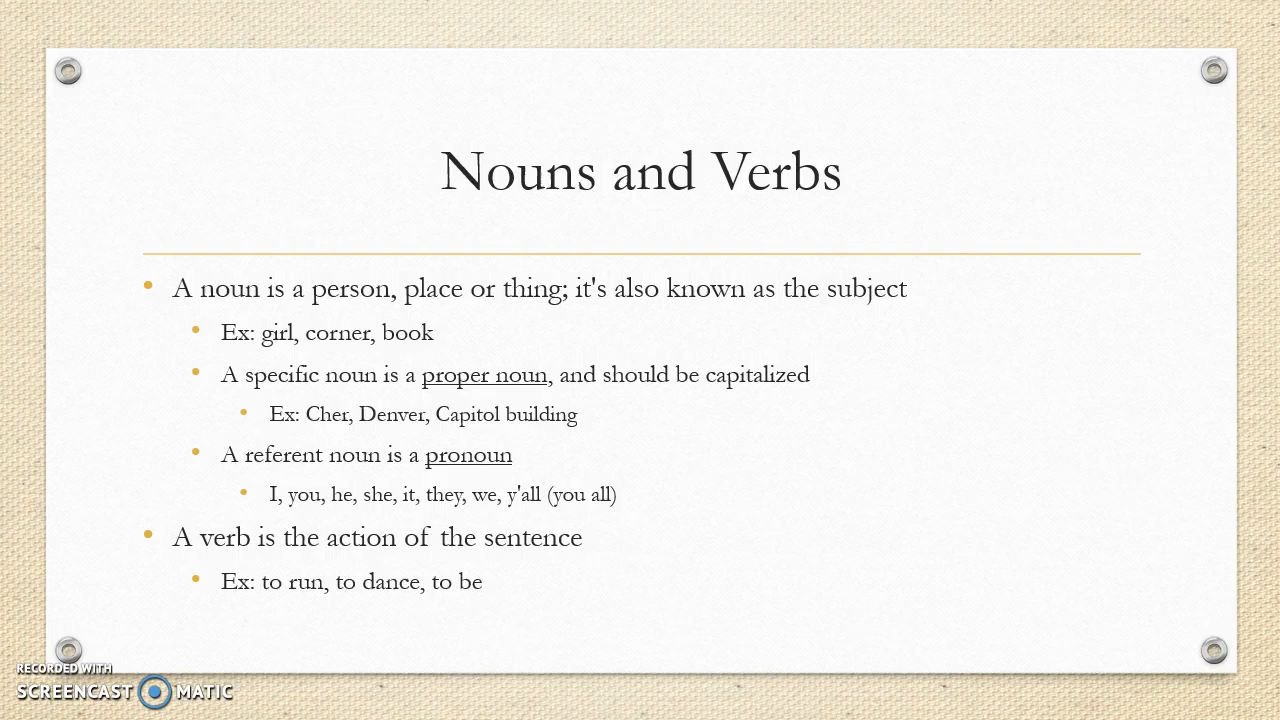 Nouns and Verbs
A noun is a person, place or thing; it's also known as the subject
Ex: girl, corner, book
A specific noun is a proper noun, and should be capitalized
Ex: Cher, Denver, Capitol building
A referent noun is a pronoun
I, you, he, she, it, they, we, y'all (you all)
A verb is the action of the sentence
Ex: to run, to dance, to be
RECORDED WITH
SCREENCAST MATIC